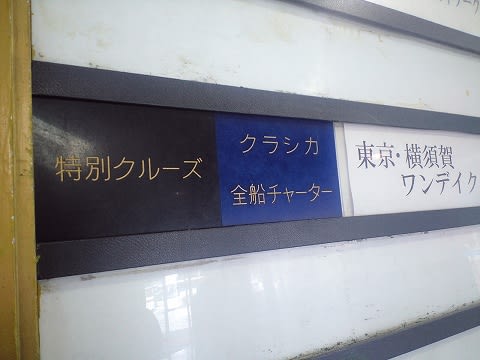 特別クルーズ
クラシカ
全船チャーター
東京・横須賀
ワンデイク